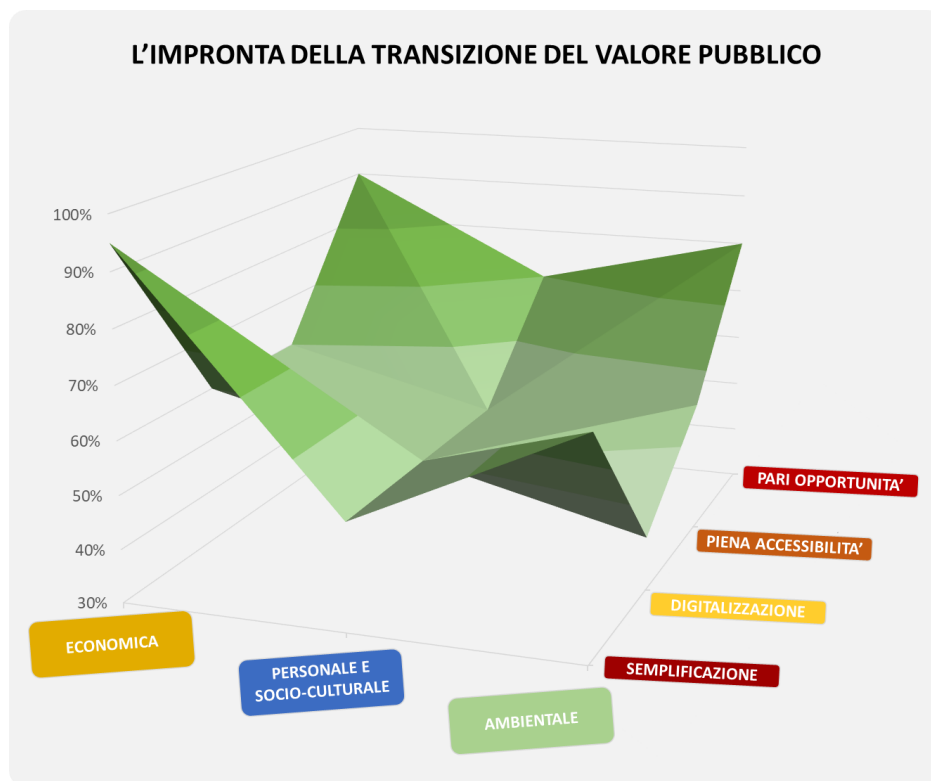 L’IMPRONTA DELLA TRANSIZIONE DEL VALORE PUBBLICO
100%
90%
80%
70%
60%
50%
40%
30%
PARI OPPORTUNITA’
PIENA ACCESSIBILITA’
DIGITALIZZAZIONE
SEMPLIFICAZIONE
ECONOMICA
PERSONALE E
SOCIO-CULTURALE
AMBIENTALE